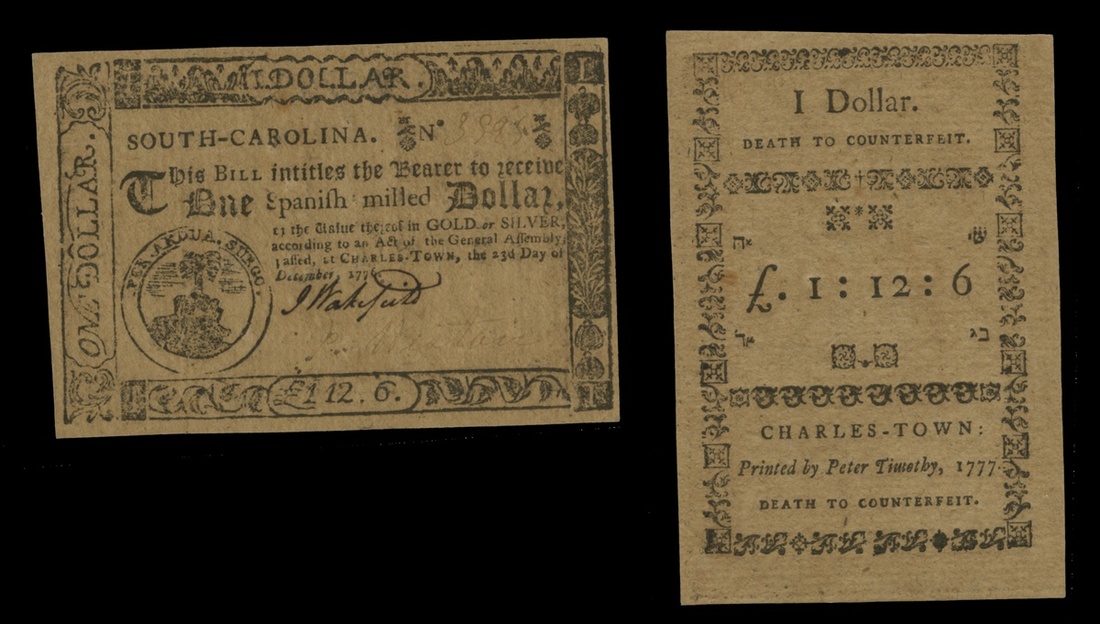 I DOLLAR.
ONE DOLLAR.
SOUTH-CAROLINA. Nº
This BILL intitles the Bearer to receive
One Spanish milled Dollar,
or the Value thereof in GOLD or SILVER,
according to an Act of the General Assembly,
passed, at CHARLES-TOWN, the 23d Day of
December, 1776.
PER ARDUA. SURGO.
J Wakefield
£1 12. 6.
I Dollar.
DEATH TO COUNTERFEIT.
£. 1 : 12 : 6
CHARLES-TOWN:
Printed by Peter Timothy, 1777.
DEATH TO COUNTERFEIT.